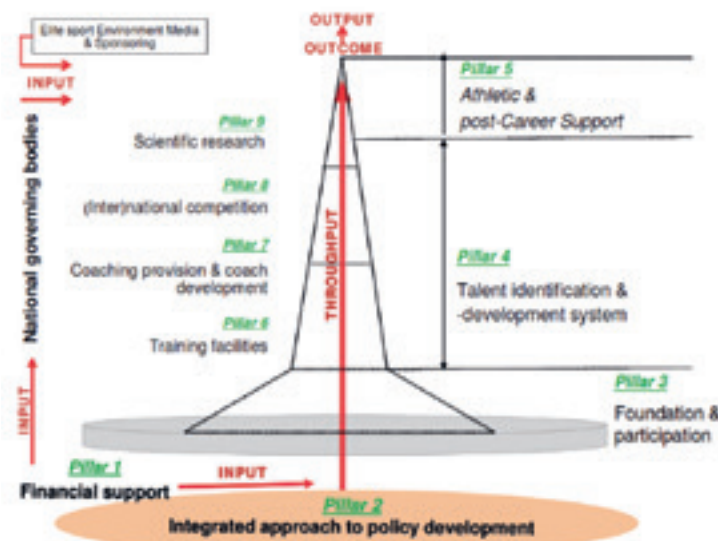 Elite sport Environment Media
& Sponsoring
INPUT
National governing bodies
INPUT
OUTPUT
OUTCOME
Pillar 5
Athletic &
post-Career Support
Pillar 9
Scientific research
Pillar 8
(Inter)national competition
Pillar 7
Coaching provision & coach
development
Pillar 6
Training facilities
THROUGHPUT
Pillar 4
Talent identification &
-development system
Pillar 3
Foundation &
participation
Pillar 1
Financial support
INPUT
Pillar 2
Integrated approach to policy development